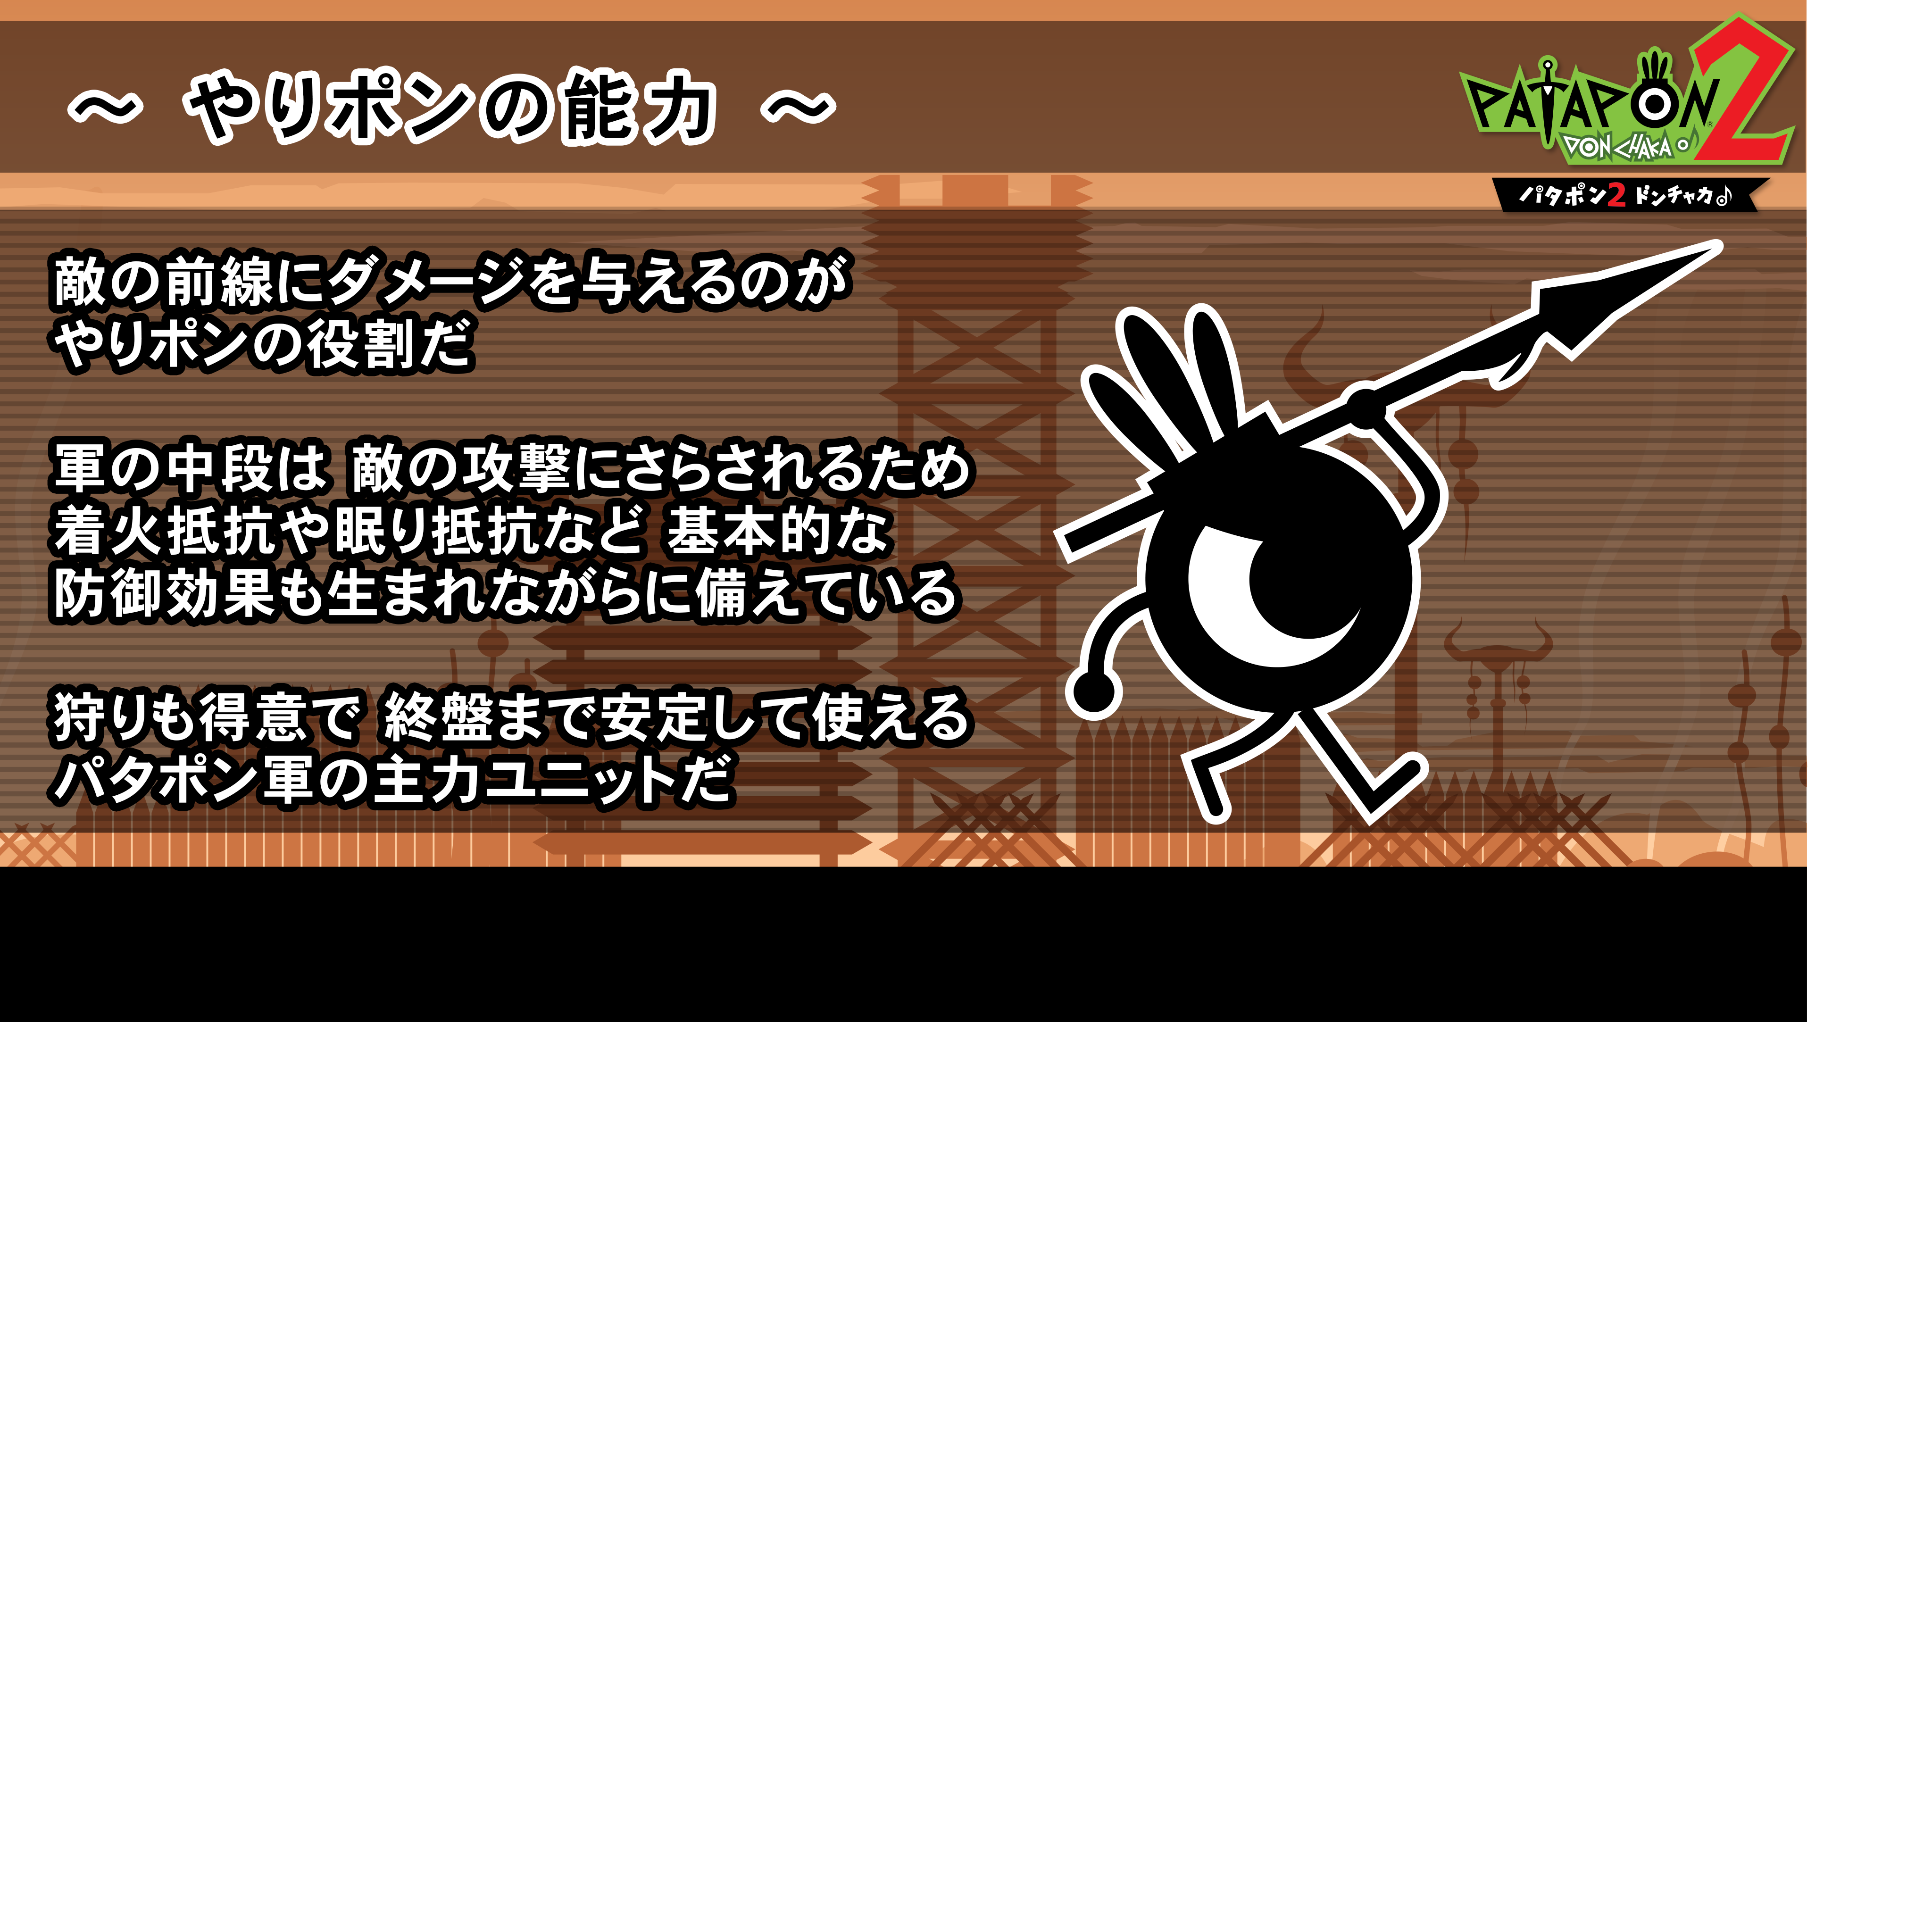 ～ やりポンの能力 ～
PATAPON2
DON CHAKA♪
パタポン2 ドンチャカ♪
敵の前線にダメージを与えるのが
やりポンの役割だ
軍の中段は 敵の攻撃にさらされるため
着火抵抗や眠り抵抗など 基本的な
防御効果も生まれながらに備えている
狩りも得意で 終盤まで安定して使える
パタポン軍の主力ユニットだ